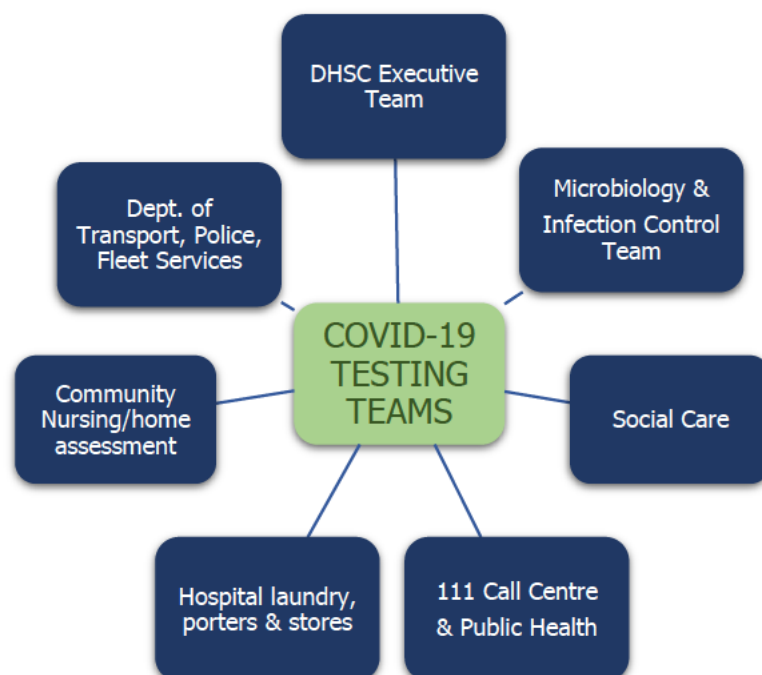 DHSC Executive
Team
Dept. of
Transport, Police,
Fleet Services
Microbiology &
Infection Control
Team
COVID-19
TESTING
TEAMS
Community
Nursing/home
assessment
Social Care
Hospital laundry,
porters & stores
111 Call Centre
& Public Health